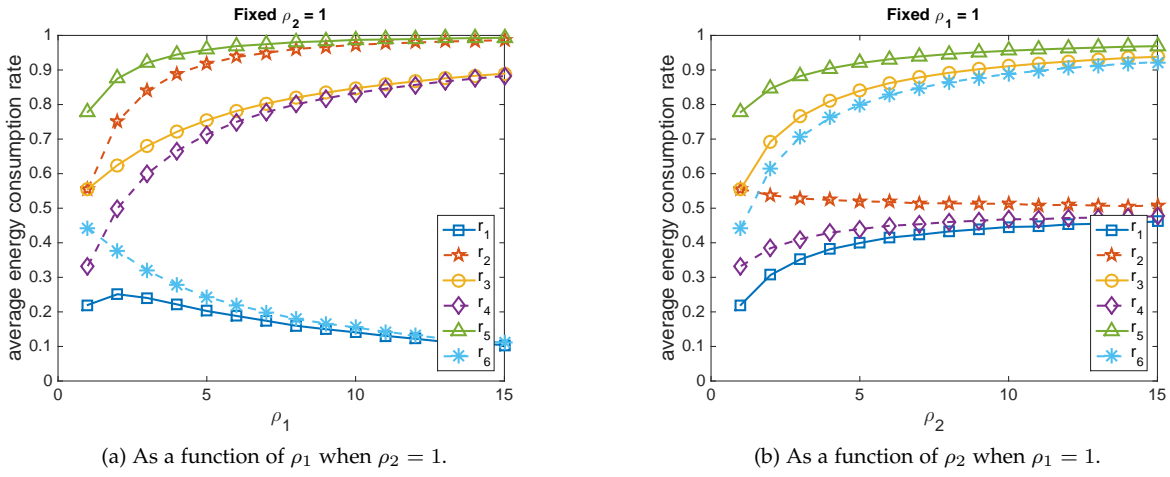 Fixed ρ2 = 1
average energy consumption rate
1
0.9
0.8
0.7
0.6
0.5
0.4
0.3
0.2
0.1
0
r1
r2
r3
r4
r5
r6
0 5 10 15
ρ1
(a) As a function of ρ1 when ρ2 = 1.
Fixed ρ1 = 1
average energy consumption rate
1
0.9
0.8
0.7
0.6
0.5
0.4
0.3
0.2
0.1
0
r1
r2
r3
r4
r5
r6
0 5 10 15
ρ2
(b) As a function of ρ2 when ρ1 = 1.